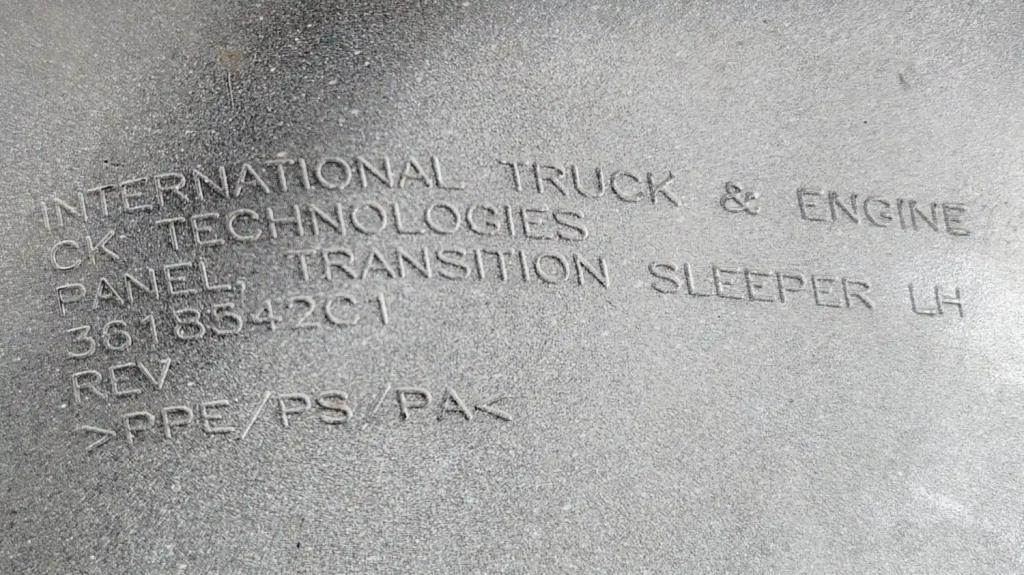 INTERNATIONAL TRUCK & ENGINE
CK TECHNOLOGIES
PANEL, TRANSITION SLEEPER LH
3618542C1
REV
>PPE/PS/PA<